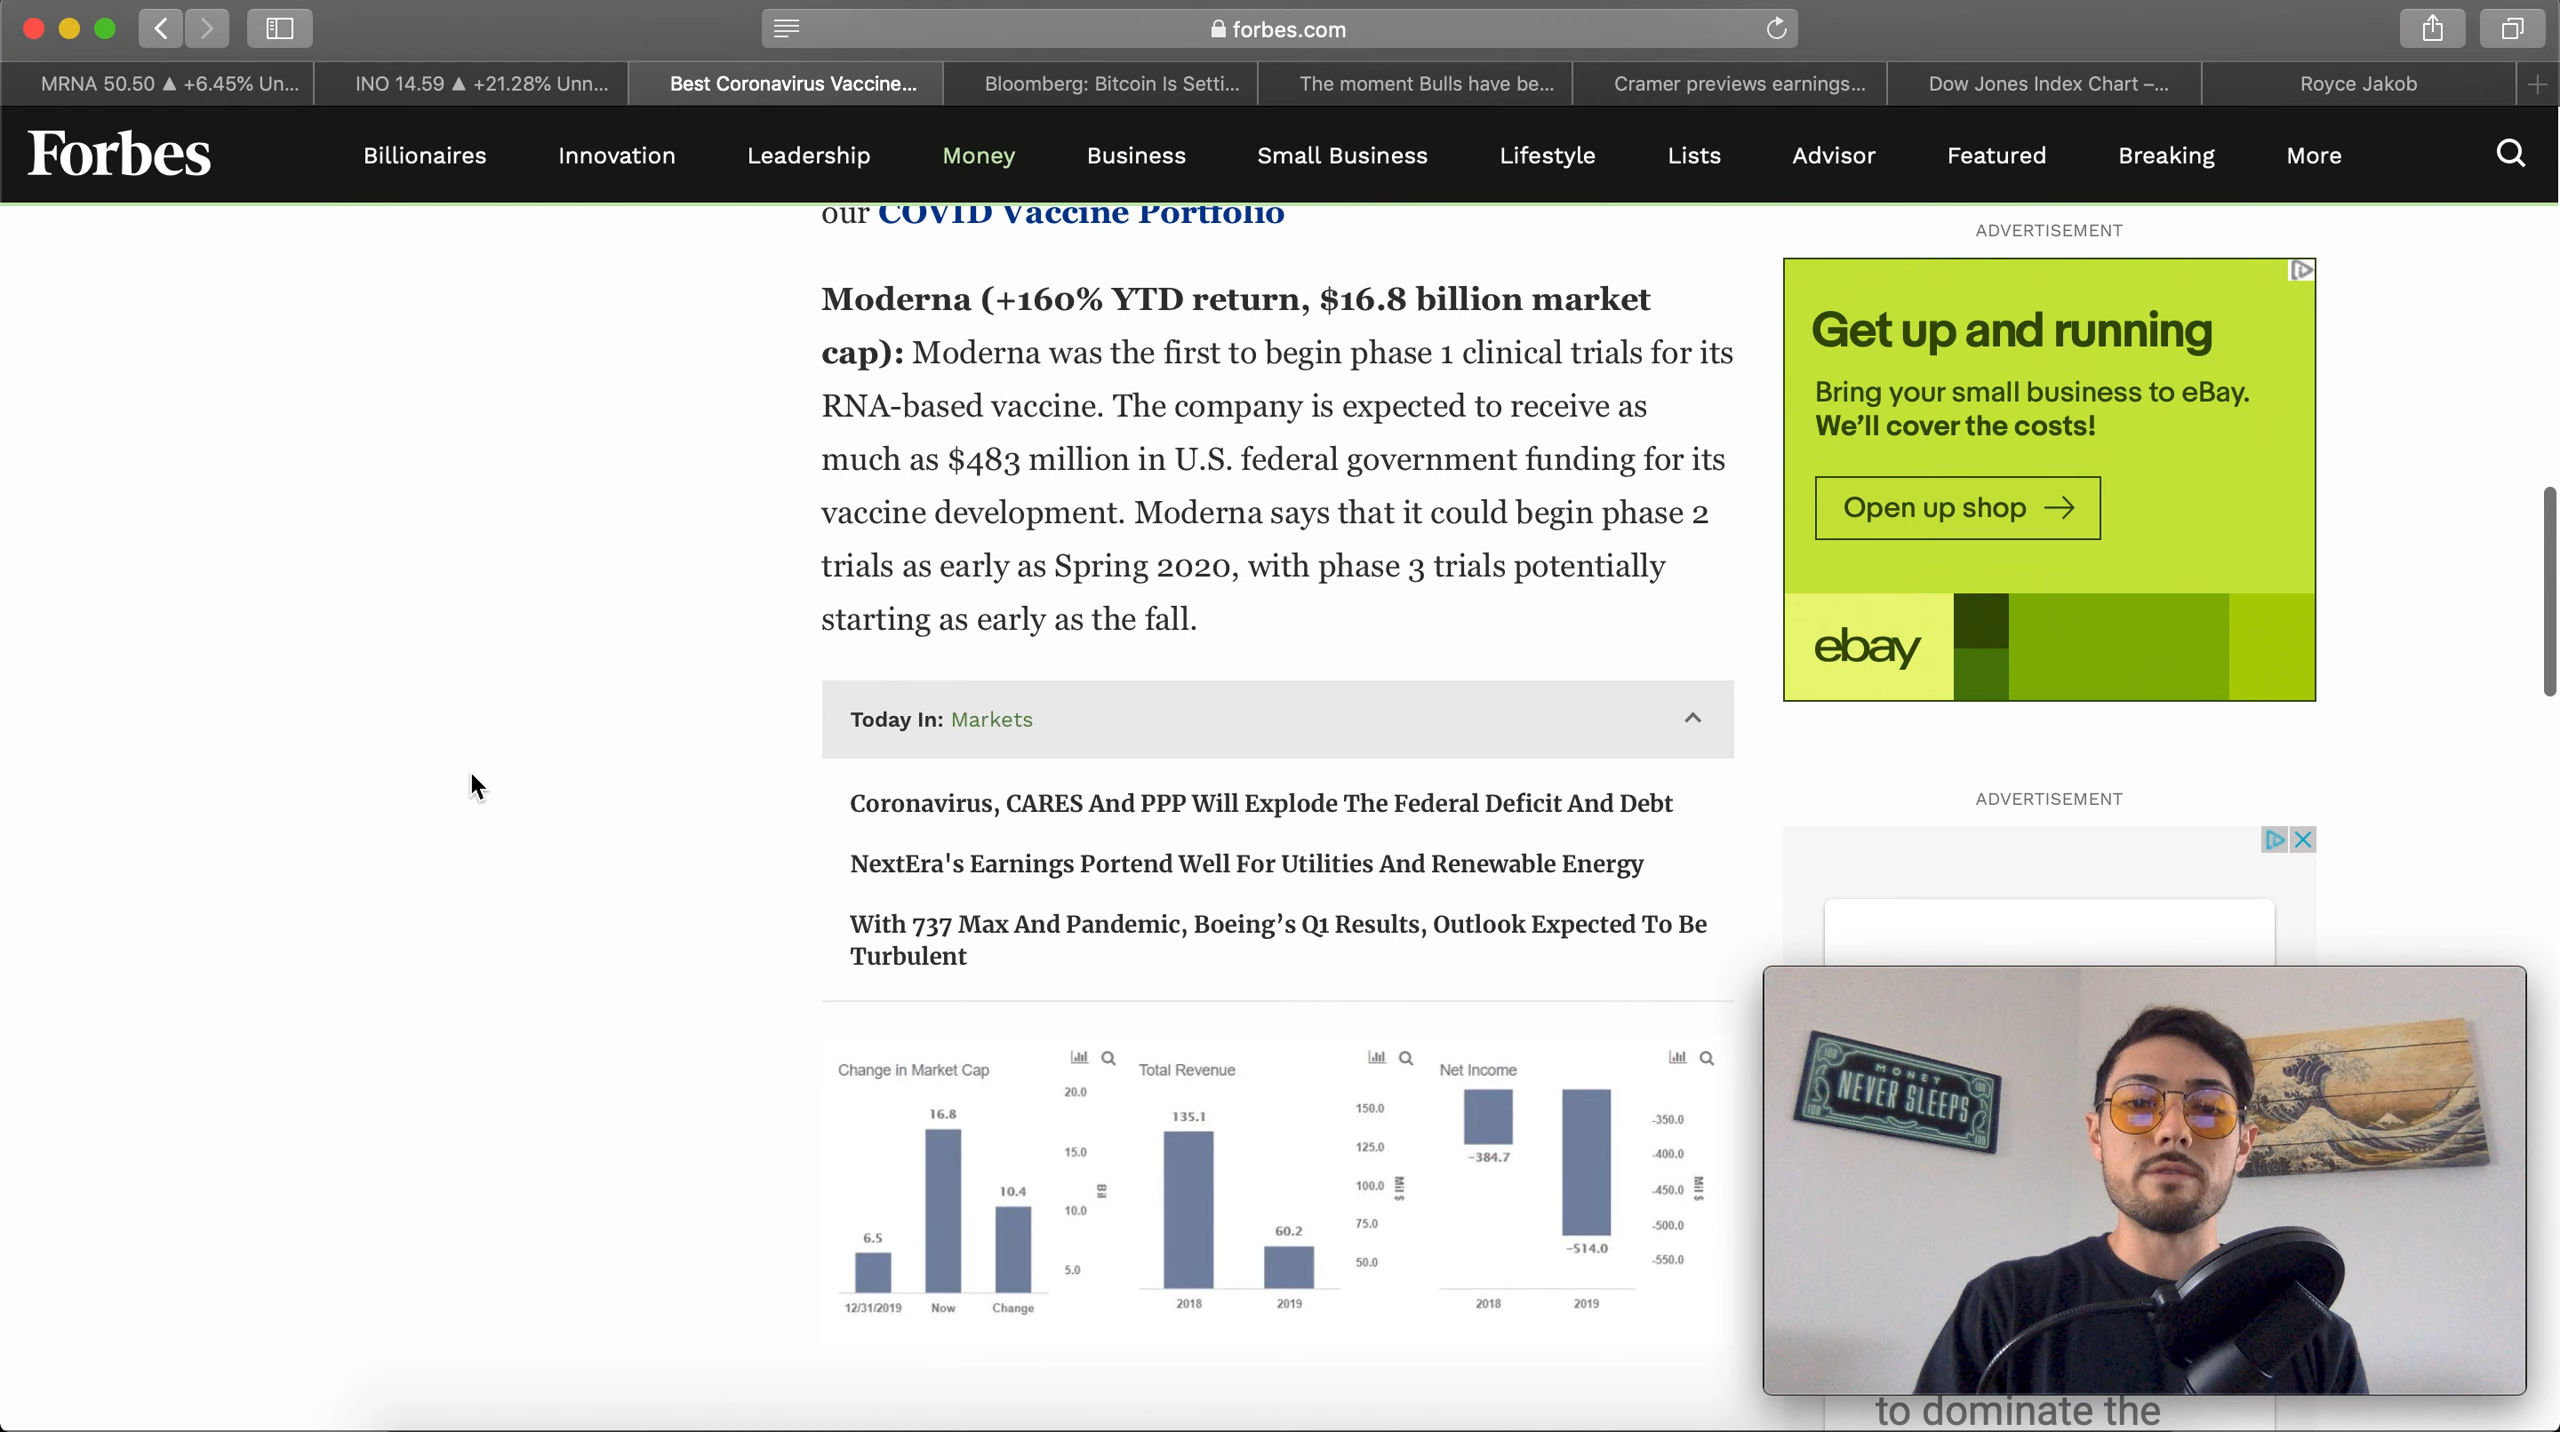 forbes.com
MRNA 50.50 ▲ +6.45% Un...
INO 14.59 ▲ +21.28% Unn...
Best Coronavirus Vaccine...
Bloomberg: Bitcoin Is Setti...
The moment Bulls have be...
Cramer previews earnings...
Dow Jones Index Chart –...
Royce Jakob
Forbes
Billionaires
Innovation
Leadership
Money
Business
Small Business
Lifestyle
Lists
Advisor
Featured
Breaking
More
our COVID Vaccine Portfolio
Moderna (+160% YTD return, $16.8 billion market
cap): Moderna was the first to begin phase 1 clinical trials for its
RNA-based vaccine. The company is expected to receive as
much as $483 million in U.S. federal government funding for its
vaccine development. Moderna says that it could begin phase 2
trials as early as Spring 2020, with phase 3 trials potentially
starting as early as the fall.
Today In: Markets
Coronavirus, CARES And PPP Will Explode The Federal Deficit And Debt
NextEra's Earnings Portend Well For Utilities And Renewable Energy
With 737 Max And Pandemic, Boeing’s Q1 Results, Outlook Expected To Be
Turbulent
Change in Market Cap
20.0
16.8
15.0
10.4
10.0
6.5
5.0
Bil
12/31/2019 Now Change
Total Revenue
135.1
150.0
125.0
100.0
75.0
60.2
50.0
Mil $
2018 2019
Net Income
-350.0
-384.7
-400.0
-450.0
-500.0
-514.0
-550.0
Mil $
2018 2019
ADVERTISEMENT
Get up and running
Bring your small business to eBay.
We’ll cover the costs!
Open up shop →
ebay
ADVERTISEMENT
MONEY
NEVER SLEEPS
100
100
100
to dominate the